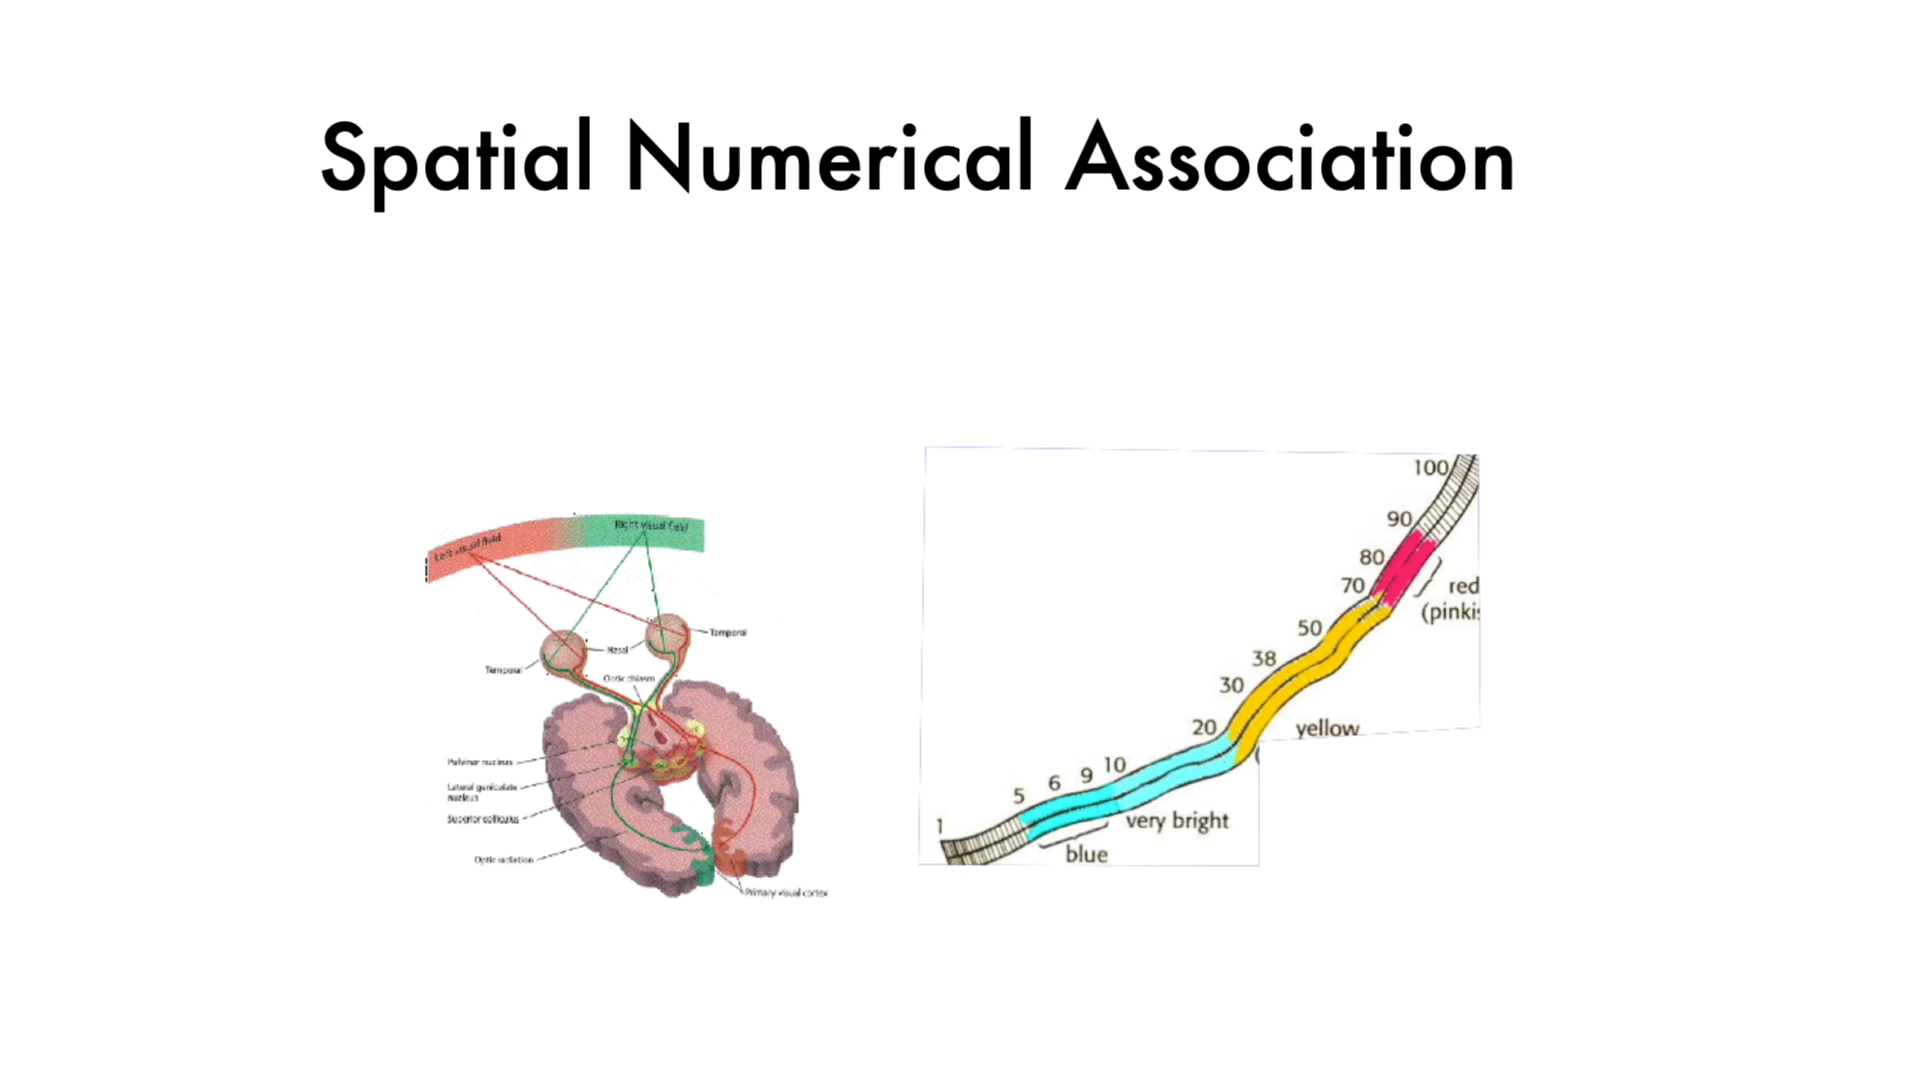 Spatial Numerical Association
Left visual field
Right visual field
Temporal
Nasal
Temporal
Optic chiasm
Pulvinar nucleus
Lateral geniculate
nucleus
Superior colliculus
Optic radiation
Primary visual cortex
100
90
80
70
red
(pinkis
50
38
30
20
yellow
10
9
6
5
very bright
1
blue